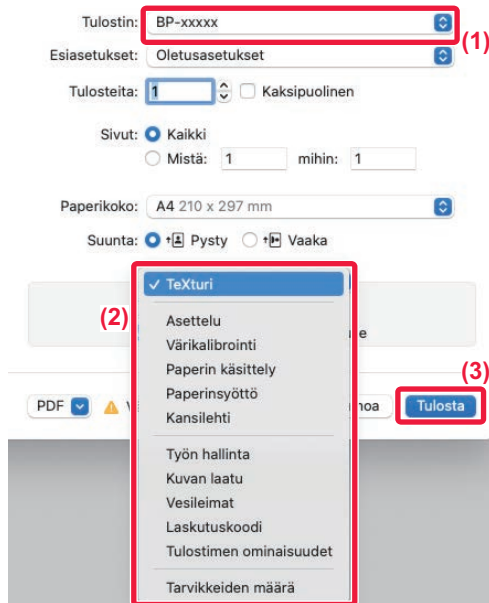 Tulostin: BP-xxxxx
(1)
Esiasetukset: Oletusasetukset
Tulosteita: 1 Kaksipuolinen
Sivut: Kaikki
Mistä: 1 mihin: 1
Paperikoko: A4 210 x 297 mm
Suunta: Pysty Vaaka
✓ TeXturi
(2)
Asettelu
Värikalibrointi
Paperin käsittely
Paperinsyöttö
Kansilehti
Työn hallinta
Kuvan laatu
Vesileimat
Laskutuskoodi
Tulostimen ominaisuudet
Tarvikkeiden määrä
(3)
PDF Tulosta